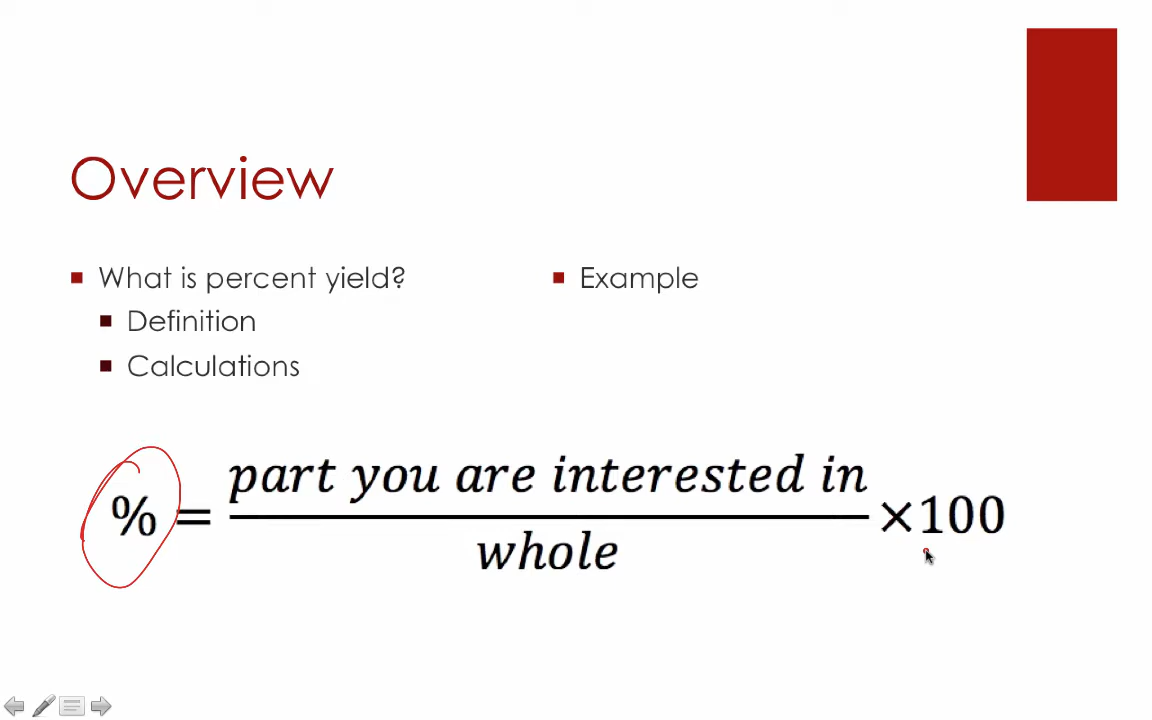 Overview
What is percent yield?
Definition
Calculations
Example
% = part you are interested in / whole ×100